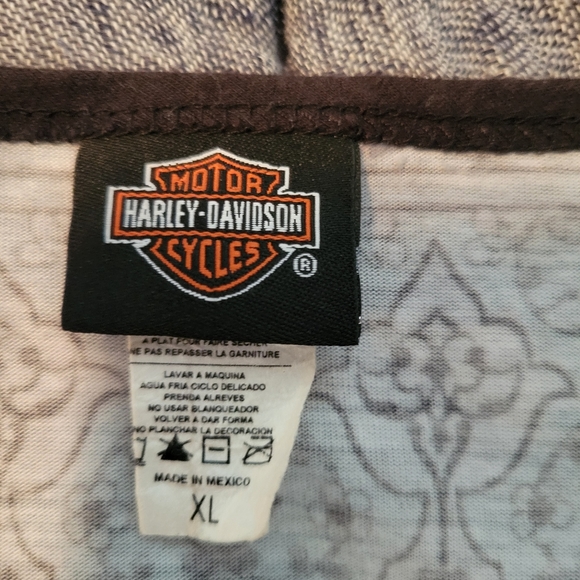 MOTOR
HARLEY-DAVIDSON
CYCLES
®
A PLAT POUR FAIRE SECHER
NE PAS REPASSER LA GARNITURE
LAVAR A MAQUINA
AGUA FRIA CICLO DELICADO
PRENDA ALREVES
NO USAR BLANQUEADOR
VOLVER A DAR FORMA
NO PLANCHAR LA DECORACION
MADE IN MEXICO
XL